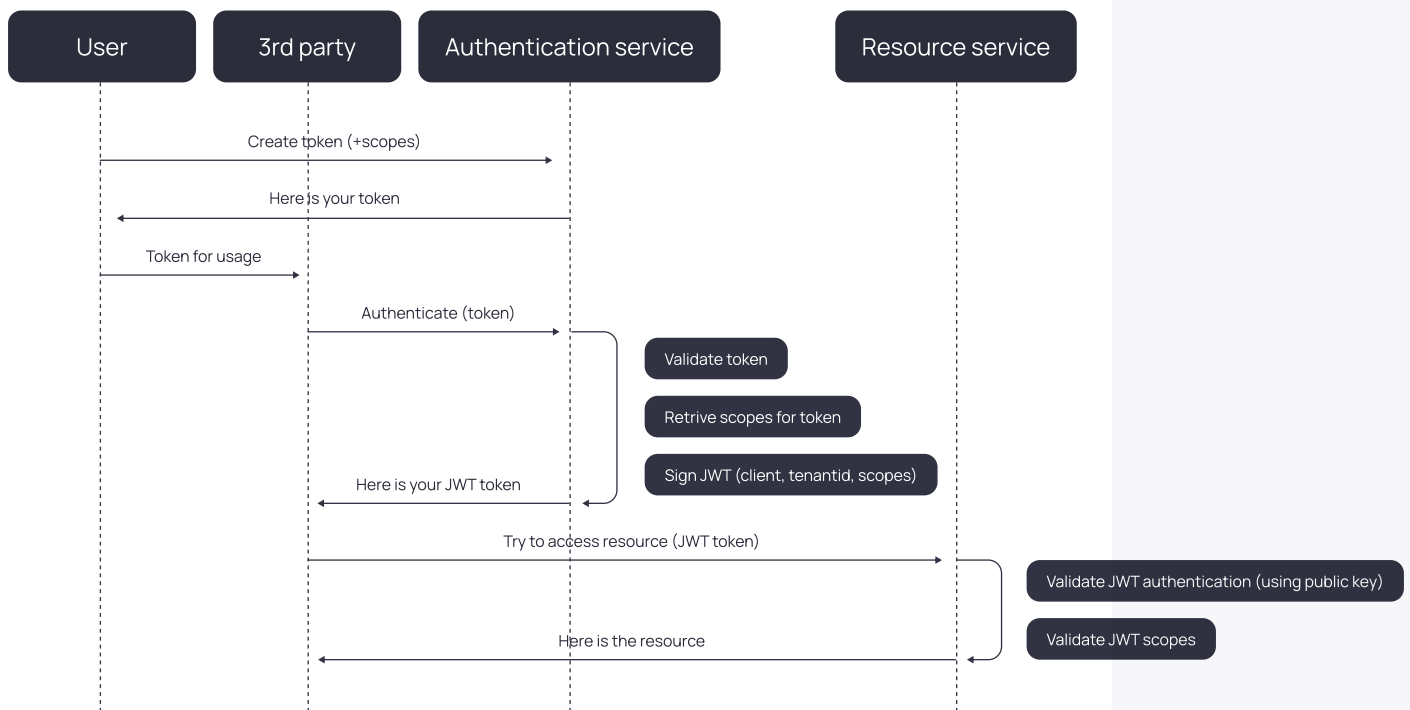 User
3rd party
Authentication service
Resource service
Create token (+scopes)
Here is your token
Token for usage
Authenticate (token)
Validate token
Retrive scopes for token
Sign JWT (client, tenantid, scopes)
Here is your JWT token
Try to access resource (JWT token)
Validate JWT authentication (using public key)
Validate JWT scopes
Here is the resource